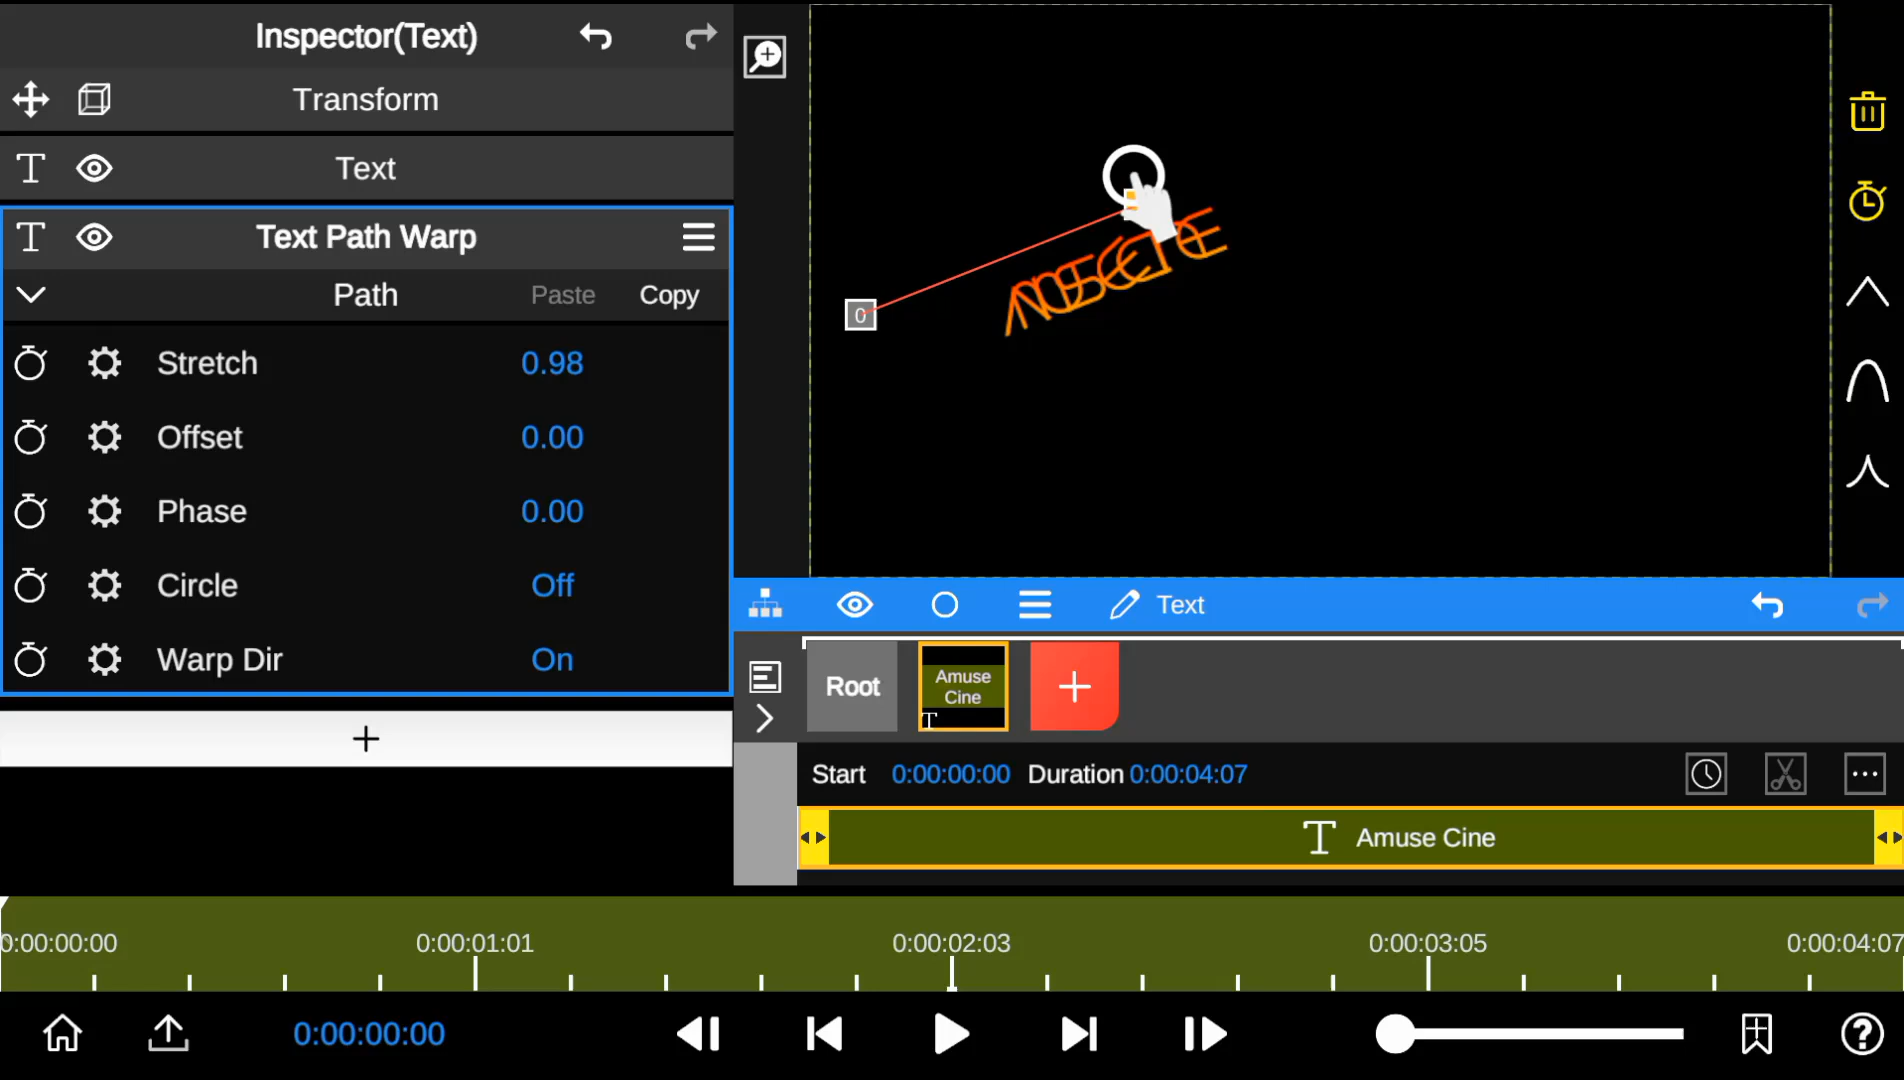 Inspector(Text)
Transform
Text
Text Path Warp
Path Paste Copy
Stretch 0.98
Offset 0.00
Phase 0.00
Circle Off
Warp Dir On
+
0
Text
Root
Amuse
Cine
T
+
Start 0:00:00:00 Duration 0:00:04:07
T Amuse Cine
0:00:00:00 0:00:01:01 0:00:02:03 0:00:03:05 0:00:04:07
0:00:00:00